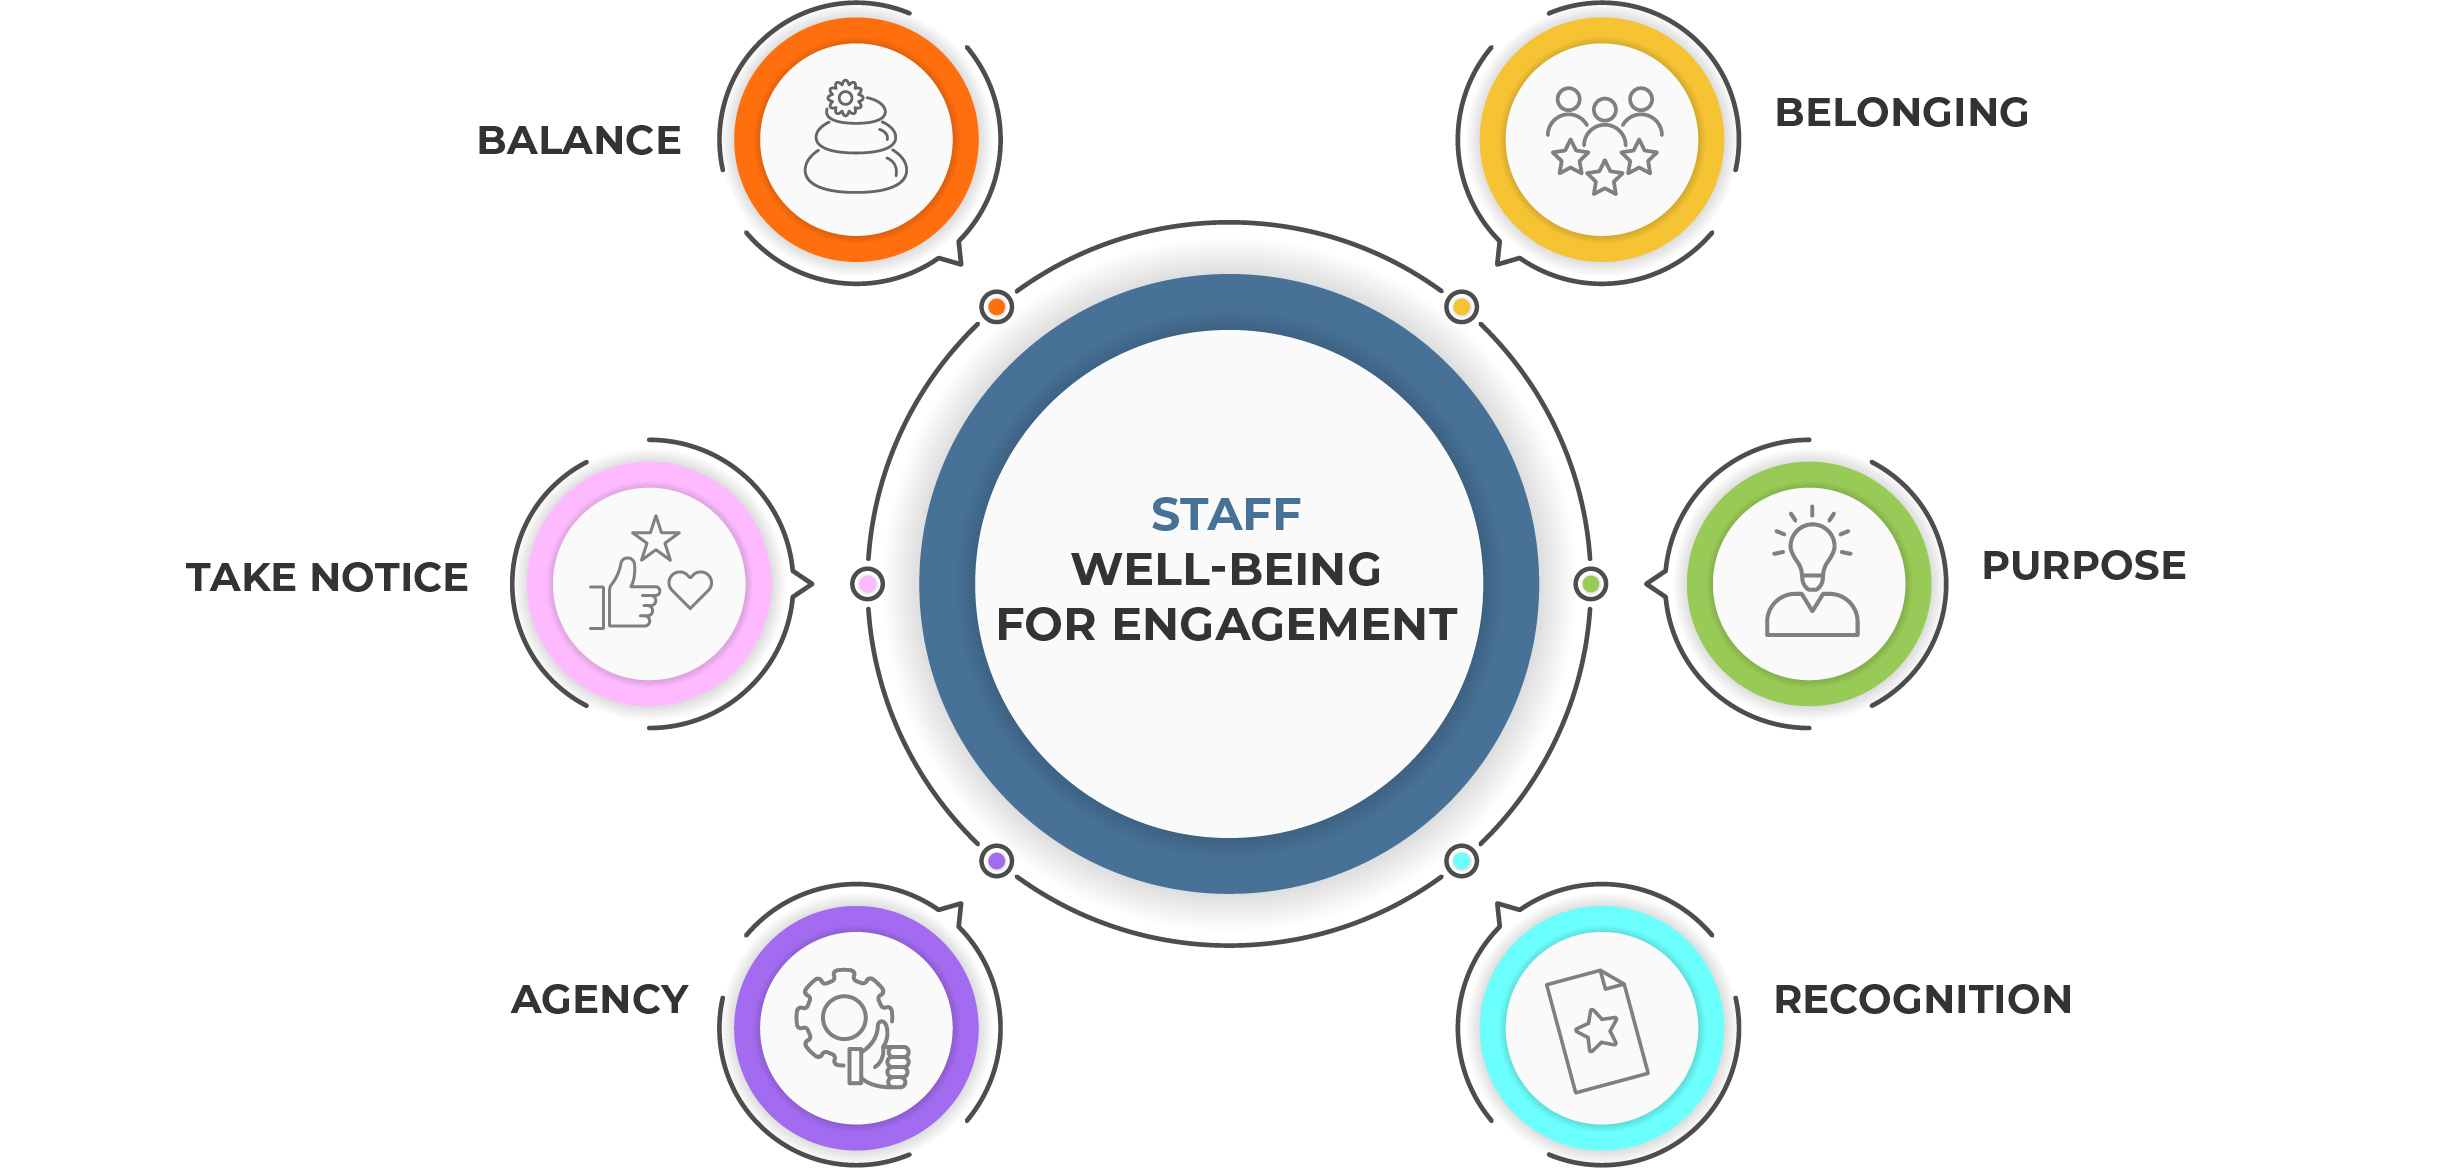 BALANCE
BELONGING
TAKE NOTICE
STAFF
WELL-BEING
FOR ENGAGEMENT
PURPOSE
AGENCY
RECOGNITION